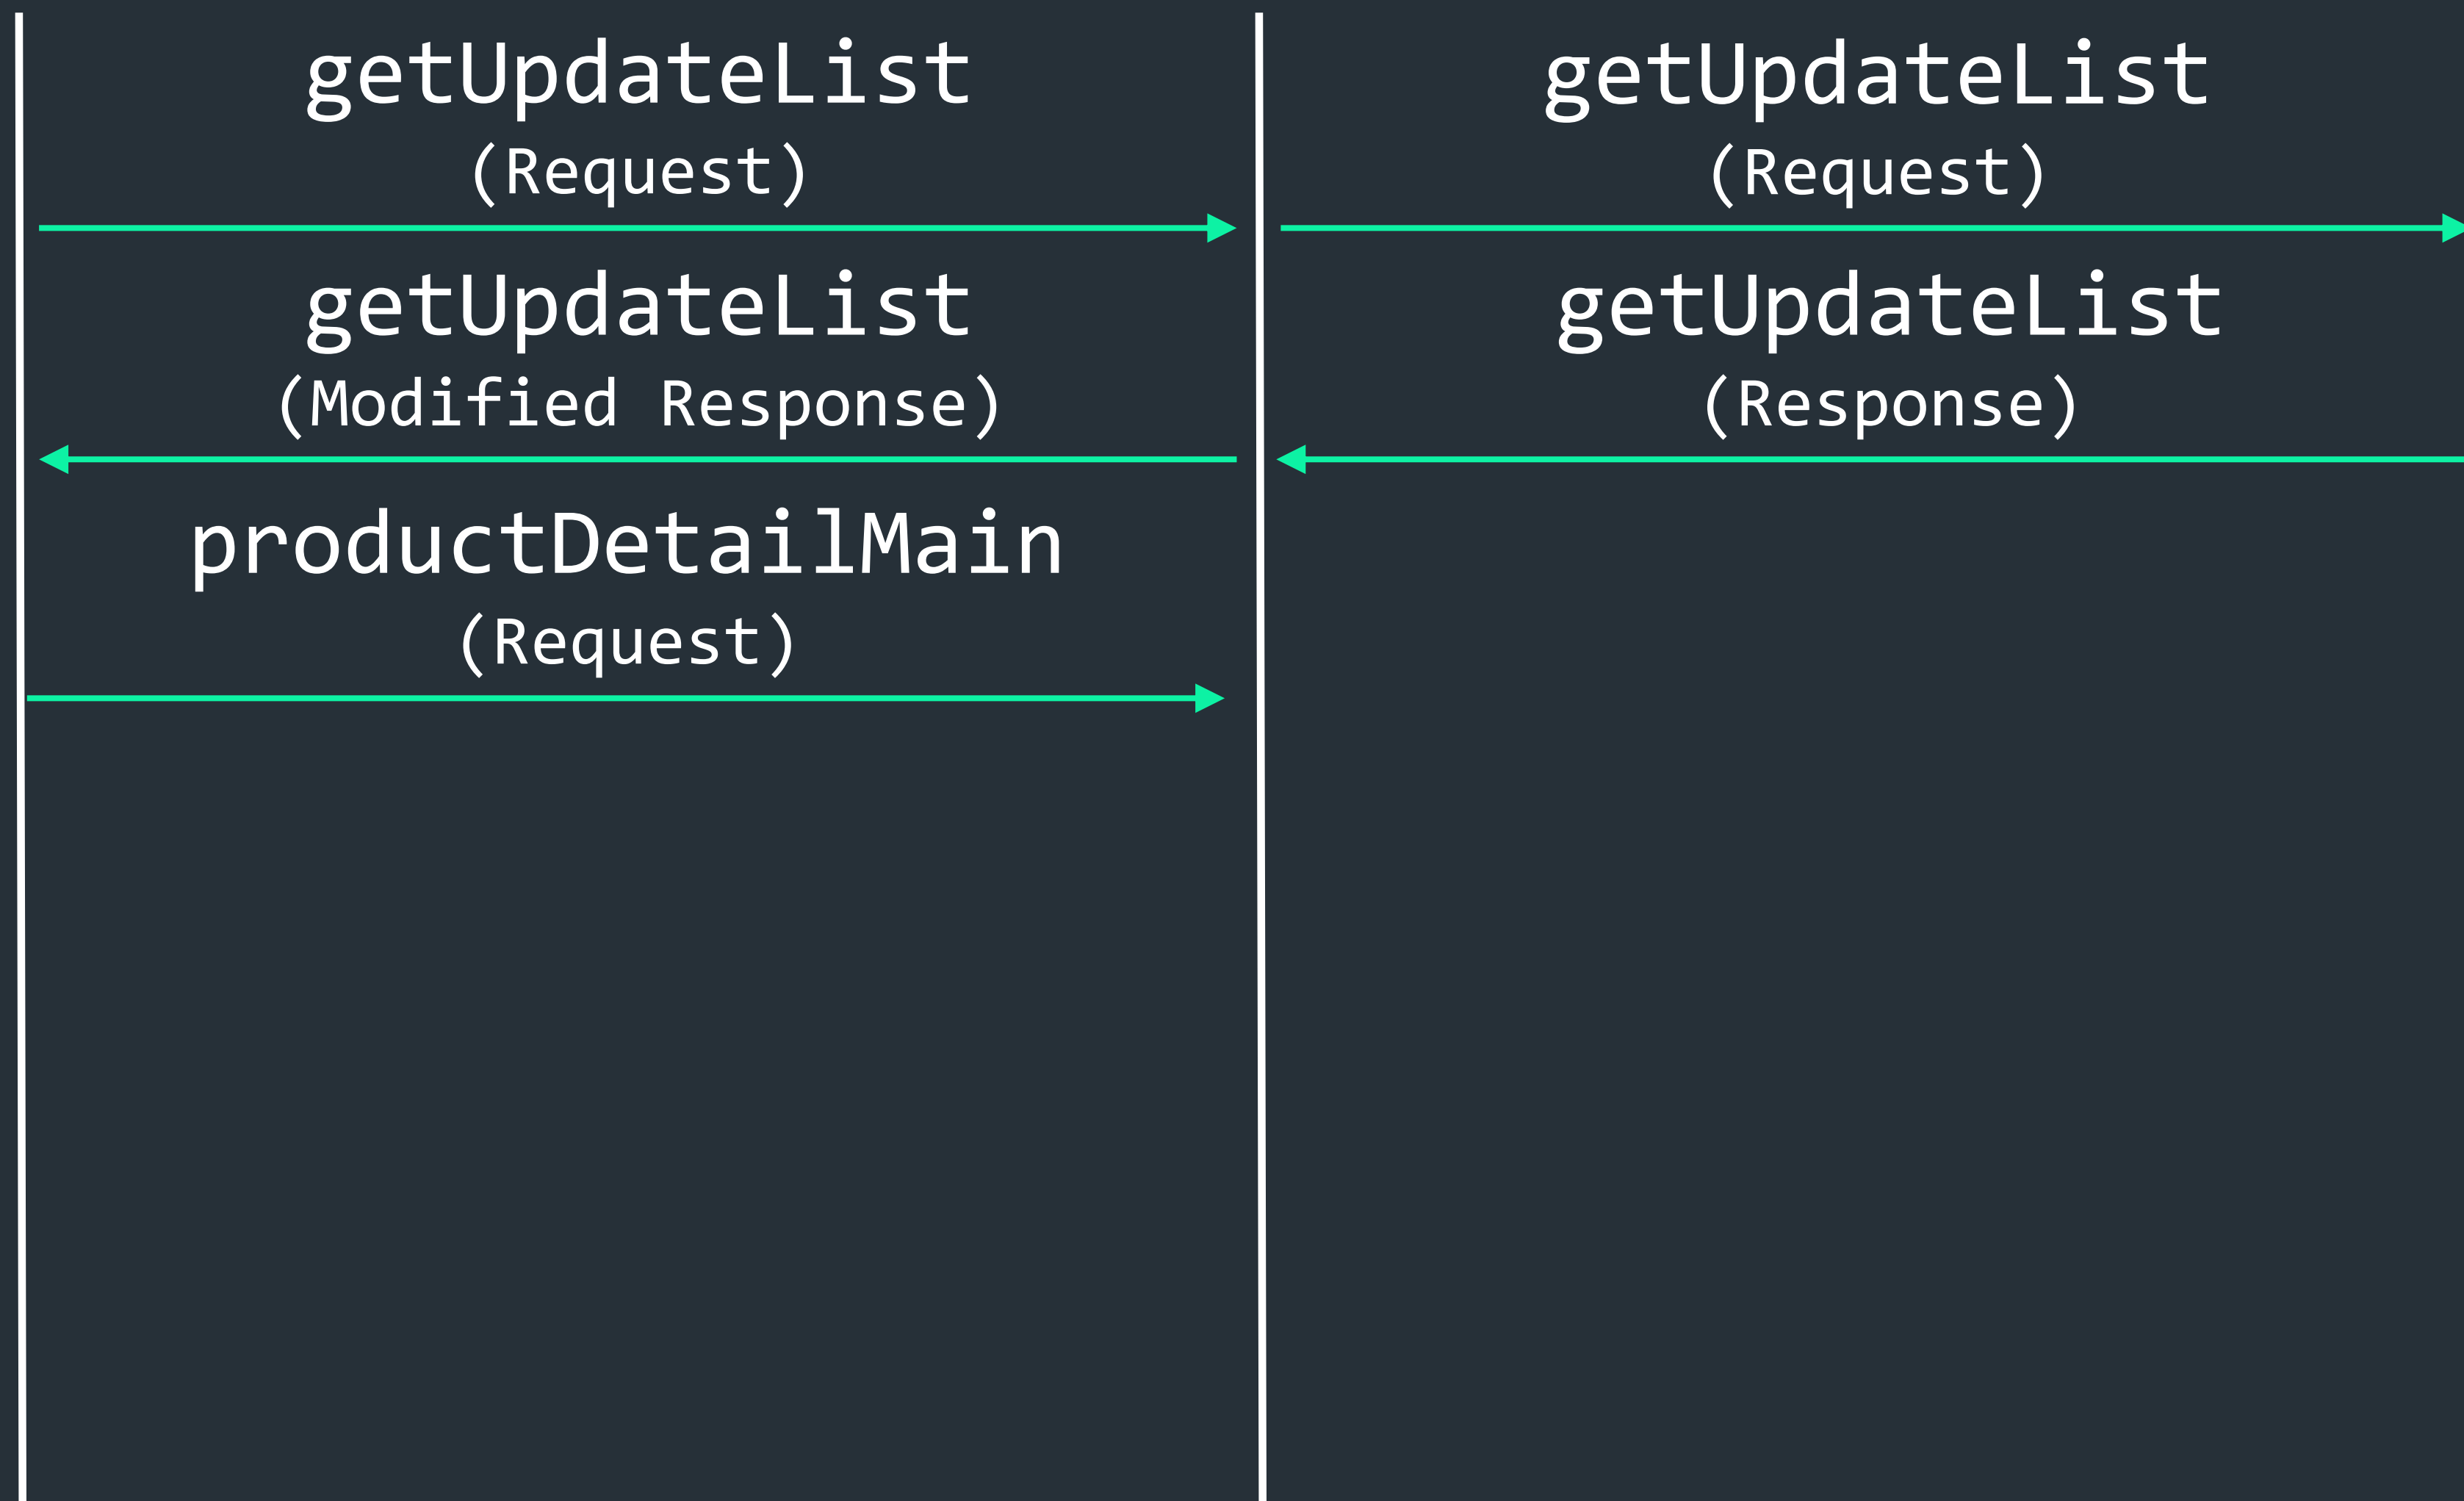 getUpdateList
(Request)
getUpdateList
(Request)
getUpdateList
(Modified Response)
getUpdateList
(Response)
productDetailMain
(Request)